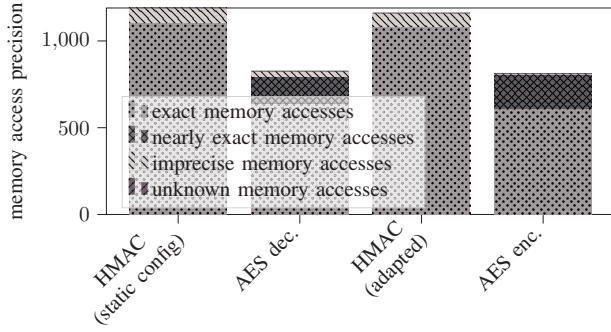 memory access precision
1,000
500
0
exact memory accesses
nearly exact memory accesses
imprecise memory accesses
unknown memory accesses
HMAC
(static config)
AES dec.
HMAC
(adapted)
AES enc.